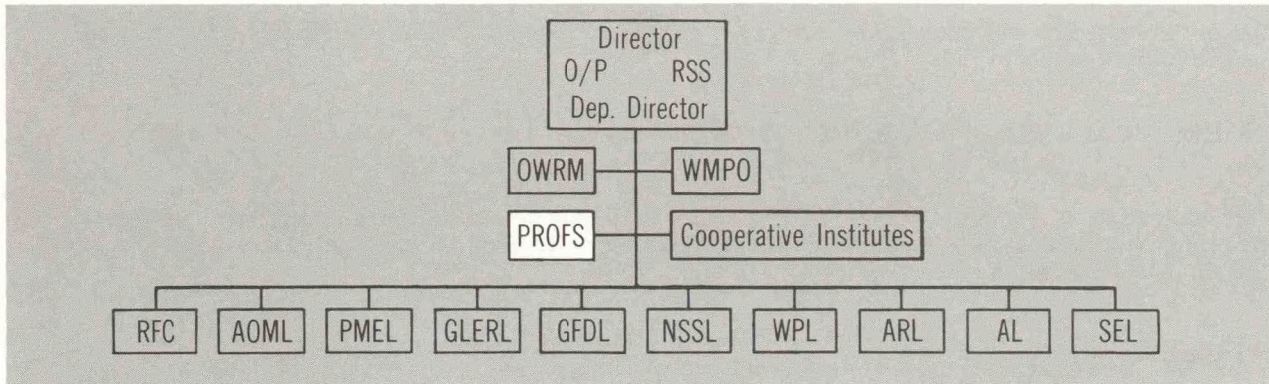 Director
O/P RSS
Dep. Director
OWRM WMPO
PROFS Cooperative Institutes
RFC AOML PMEL GLERL GFDL NSSL WPL ARL AL SEL